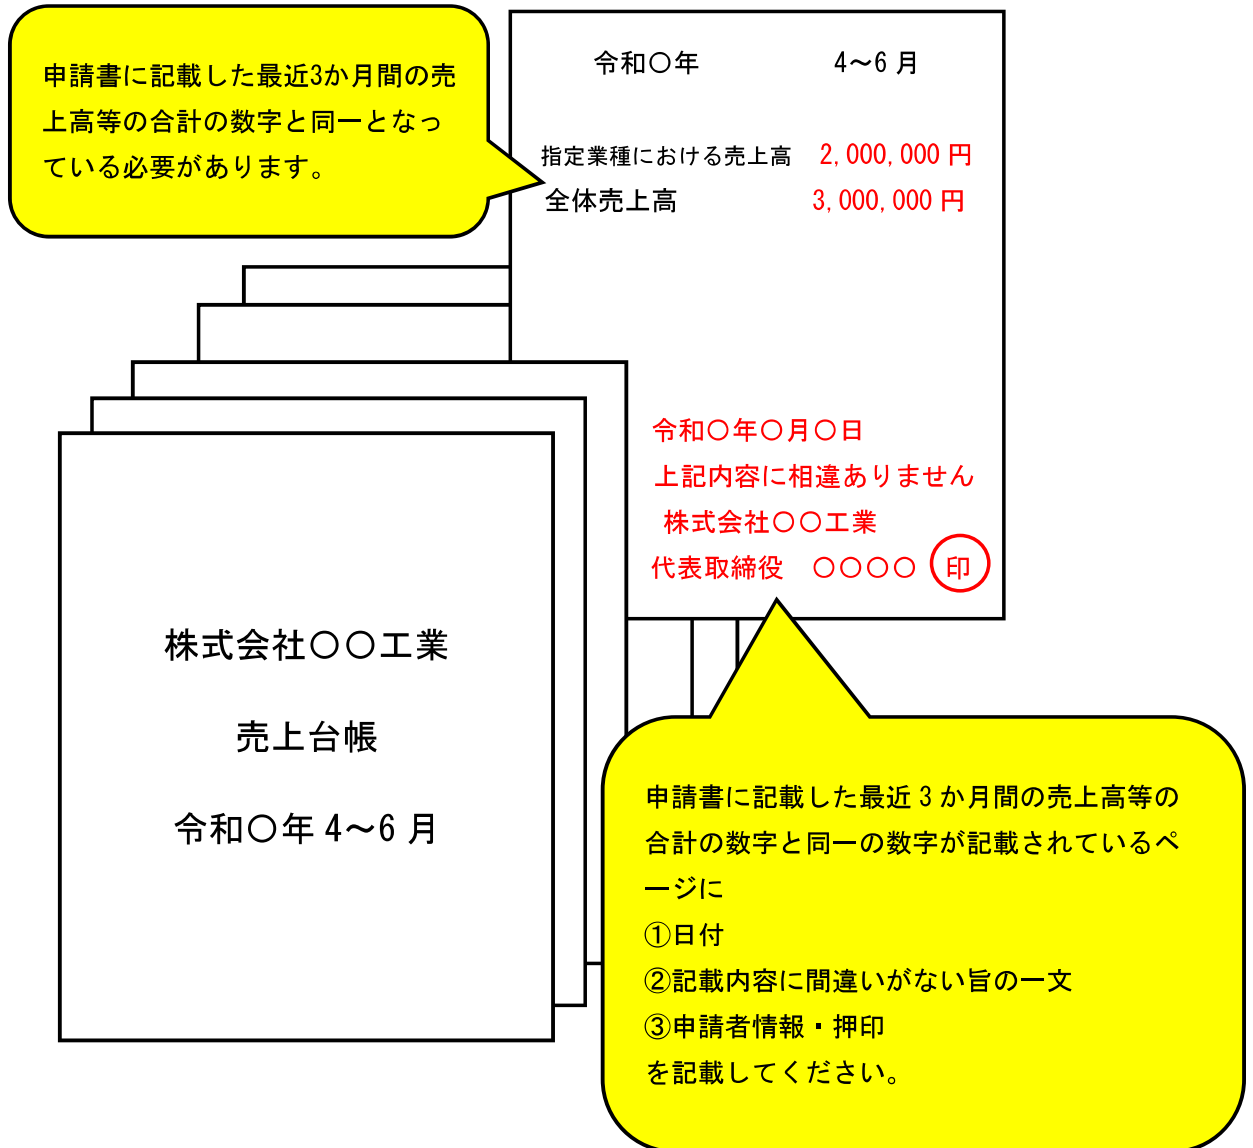 申請書に記載した最近3か月間の売
上高等の合計の数字と同一となっ
ている必要があります。
令和〇年 4～6 月
指定業種における売上高 2,000,000 円
全体売上高 3,000,000 円
令和〇年〇月〇日
上記内容に相違ありません
株式会社〇〇工業
代表取締役 〇〇〇〇 印
株式会社〇〇工業
売上台帳
令和〇年 4～6 月
申請書に記載した最近 3 か月間の売上高等の
合計の数字と同一の数字が記載されているペ
ージに
①日付
②記載内容に間違いがない旨の一文
③申請者情報・押印
を記載してください。